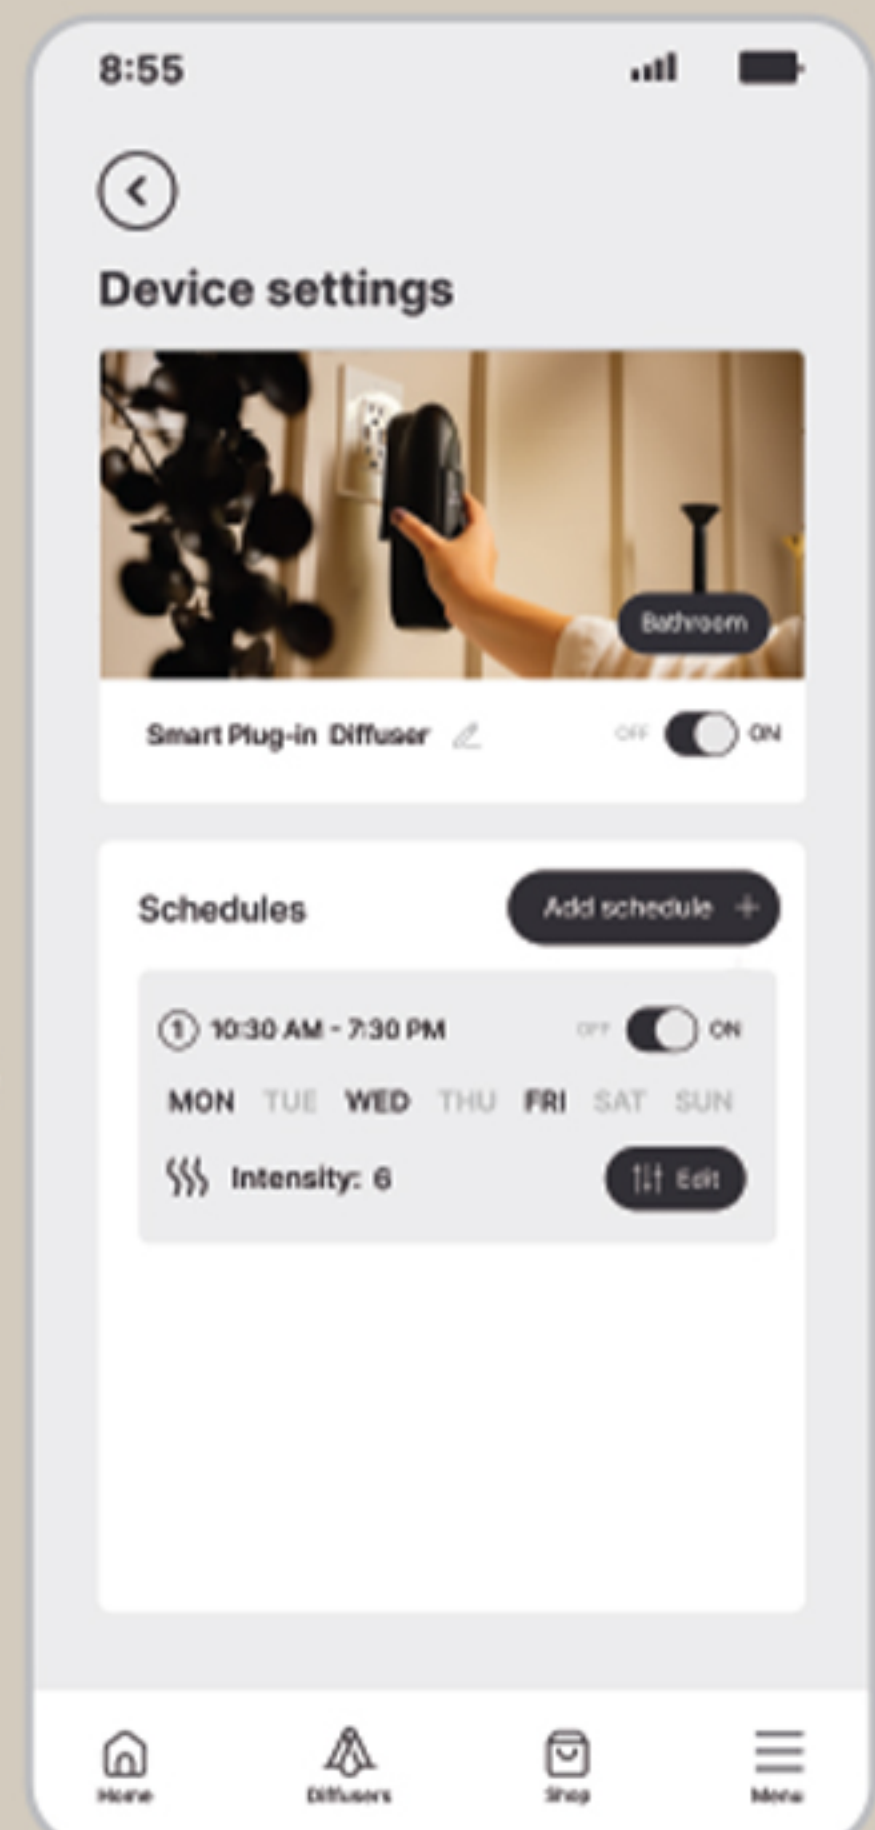 8:55
Device settings
Bathroom
Smart Plug-in Diffuser
OFF ON
Schedules
Add schedule +
1 10:30 AM - 7:30 PM
OFF ON
MON TUE WED THU FRI SAT SUN
Intensity: 6
Edit
Home Diffusers Shop Menu